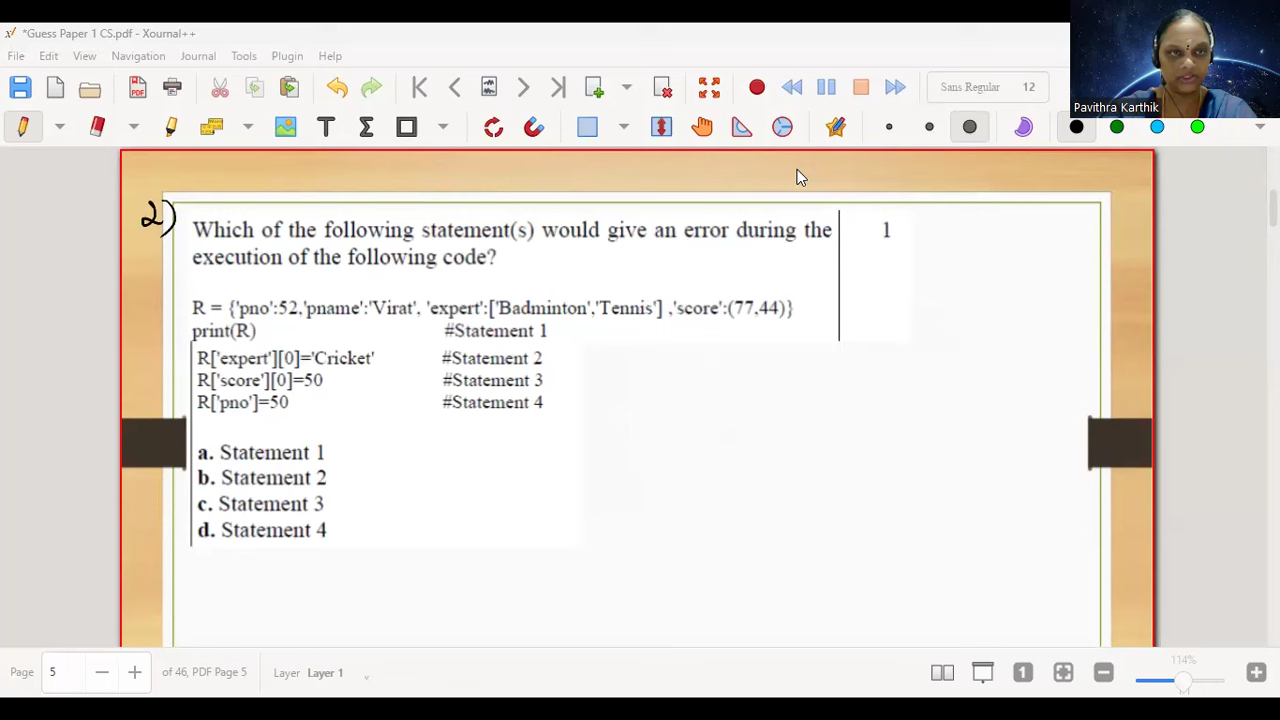 *Guess Paper 1 CS.pdf - Xournal++
File Edit View Navigation Journal Tools Plugin Help
Sans Regular 12
Pavithra Karthik
2)
Which of the following statement(s) would give an error during the 1
execution of the following code?
R = {'pno':52,'pname':'Virat', 'expert':['Badminton','Tennis'] ,'score':(77,44)}
print(R) #Statement 1
R['expert'][0]='Cricket' #Statement 2
R['score'][0]=50 #Statement 3
R['pno']=50 #Statement 4
a. Statement 1
b. Statement 2
c. Statement 3
d. Statement 4
Page 5 of 46, PDF Page 5 Layer Layer 1 1 114%